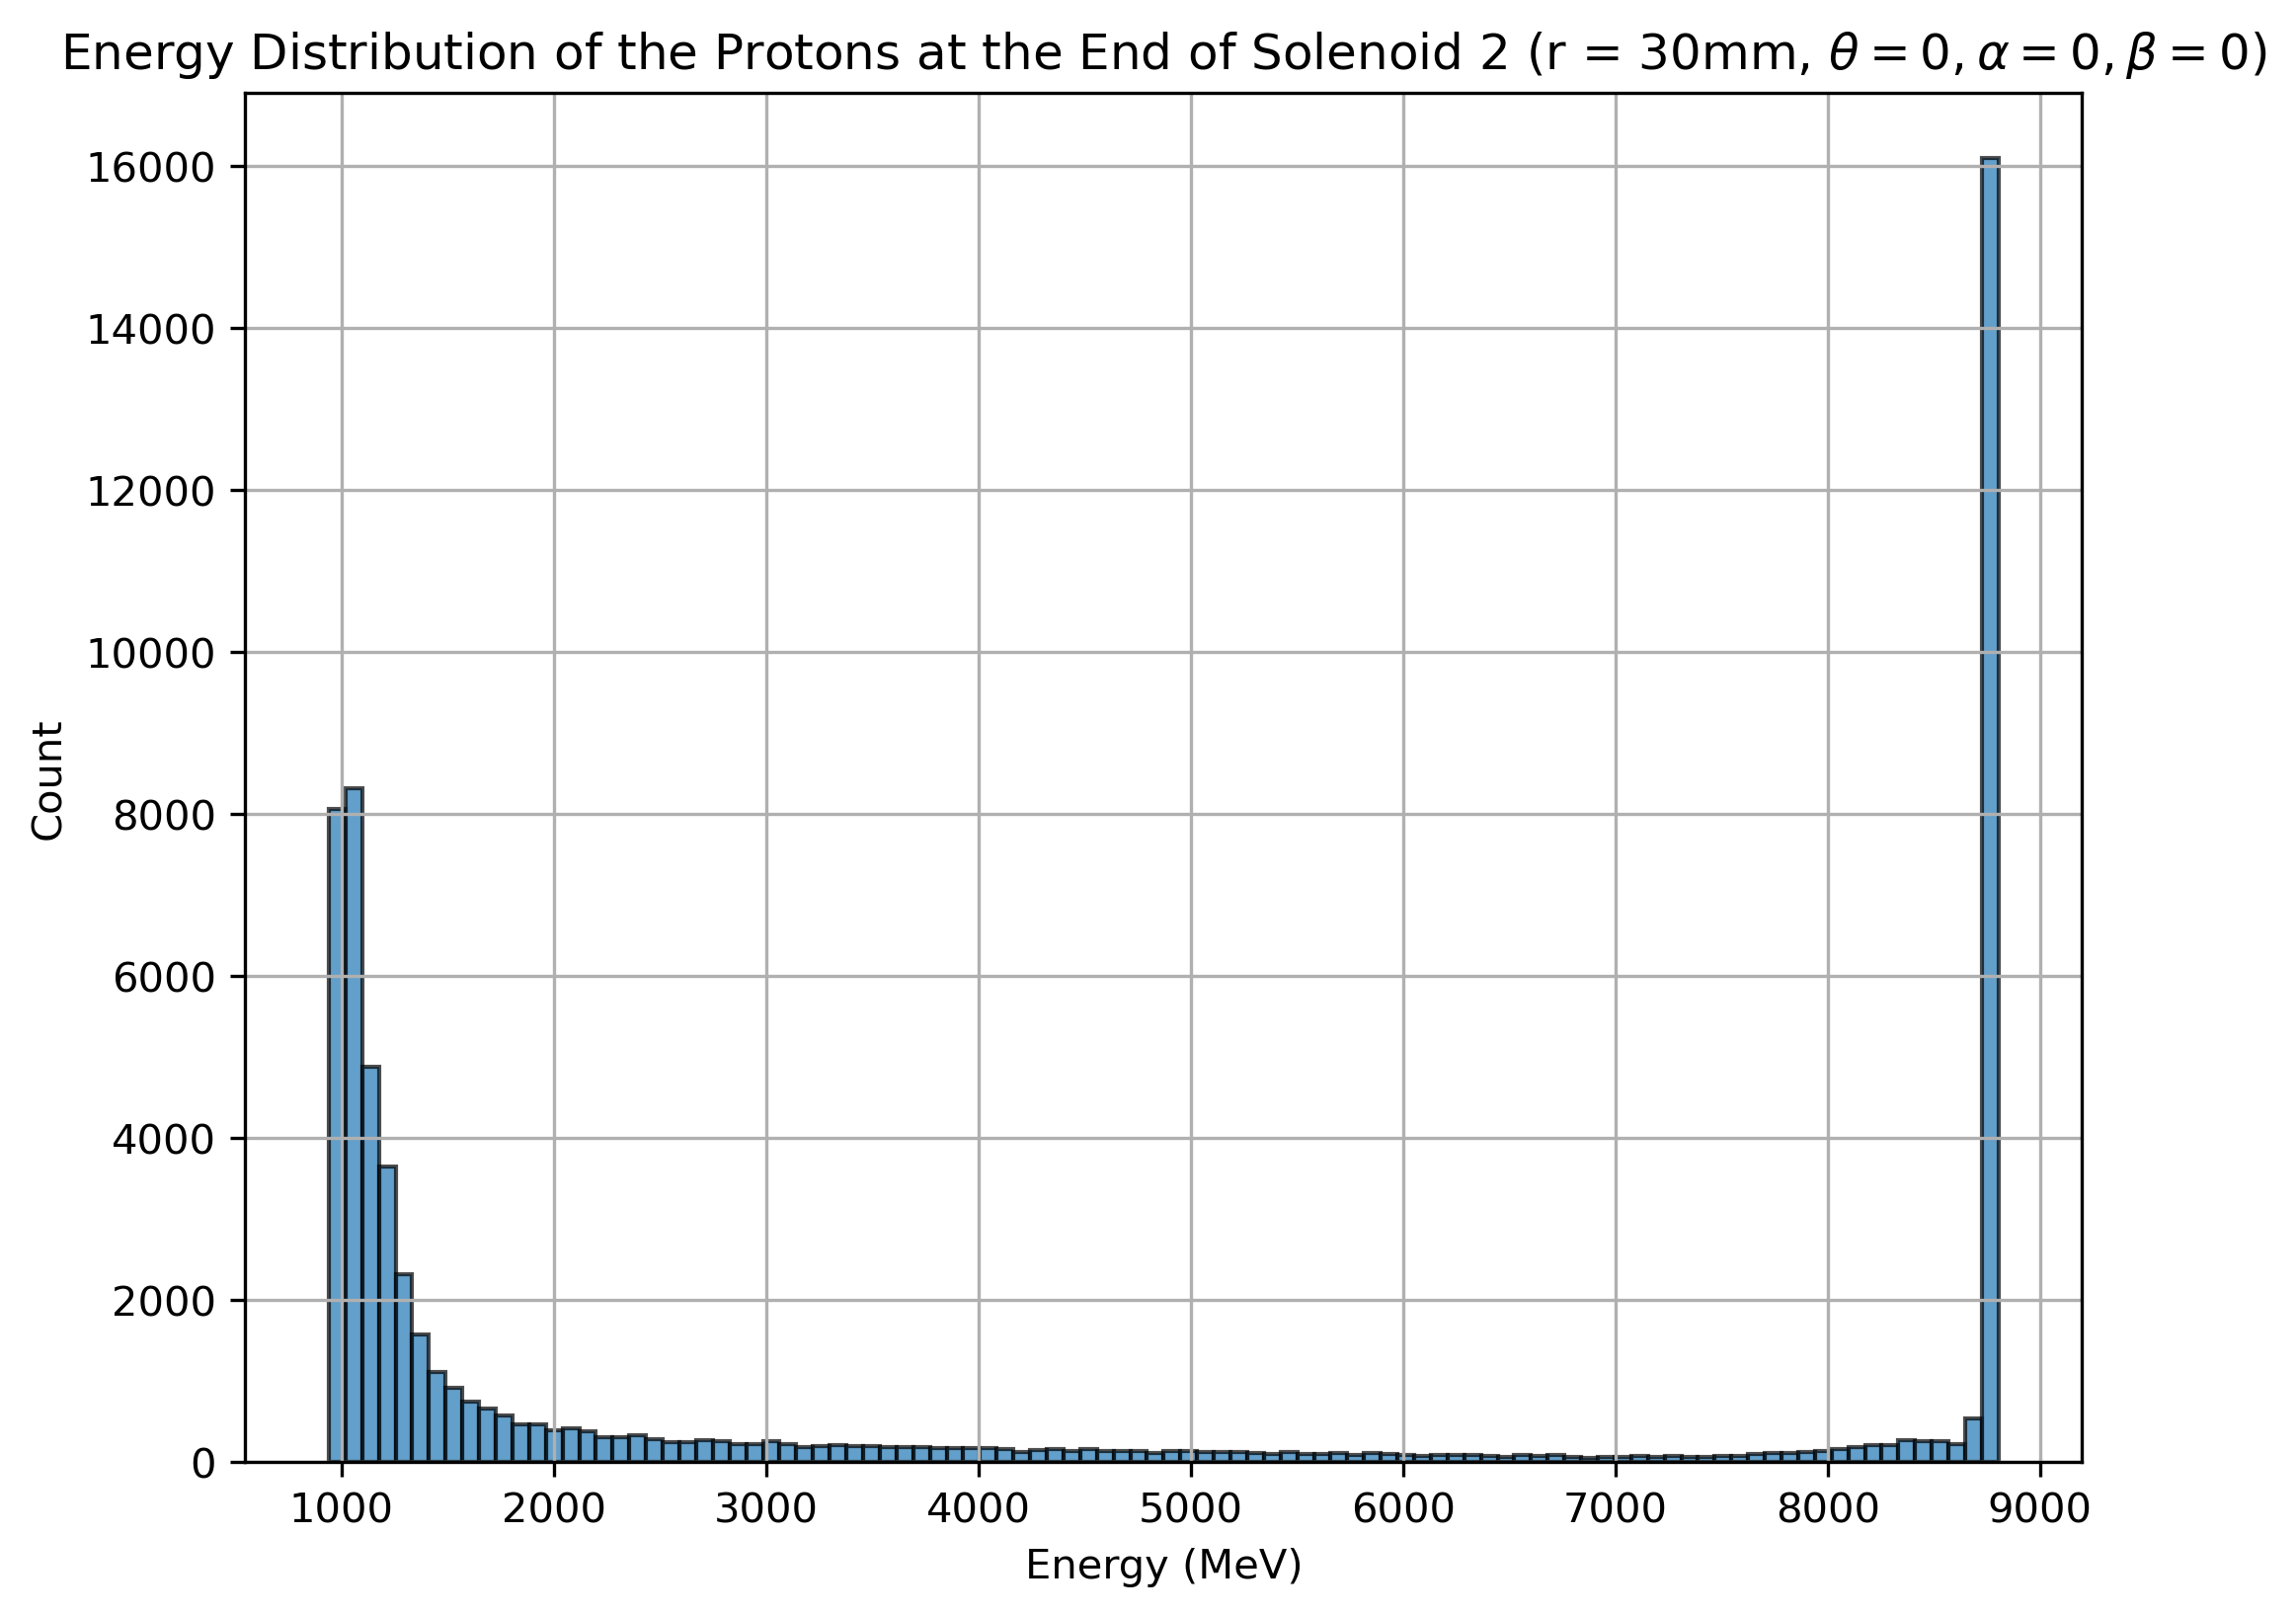 Energy Distribution of the Protons at the End of Solenoid 2 (r = 30mm, θ = 0, α = 0, β = 0)
16000
14000
12000
10000
8000
6000
4000
2000
0
Count
1000 2000 3000 4000 5000 6000 7000 8000 9000
Energy (MeV)